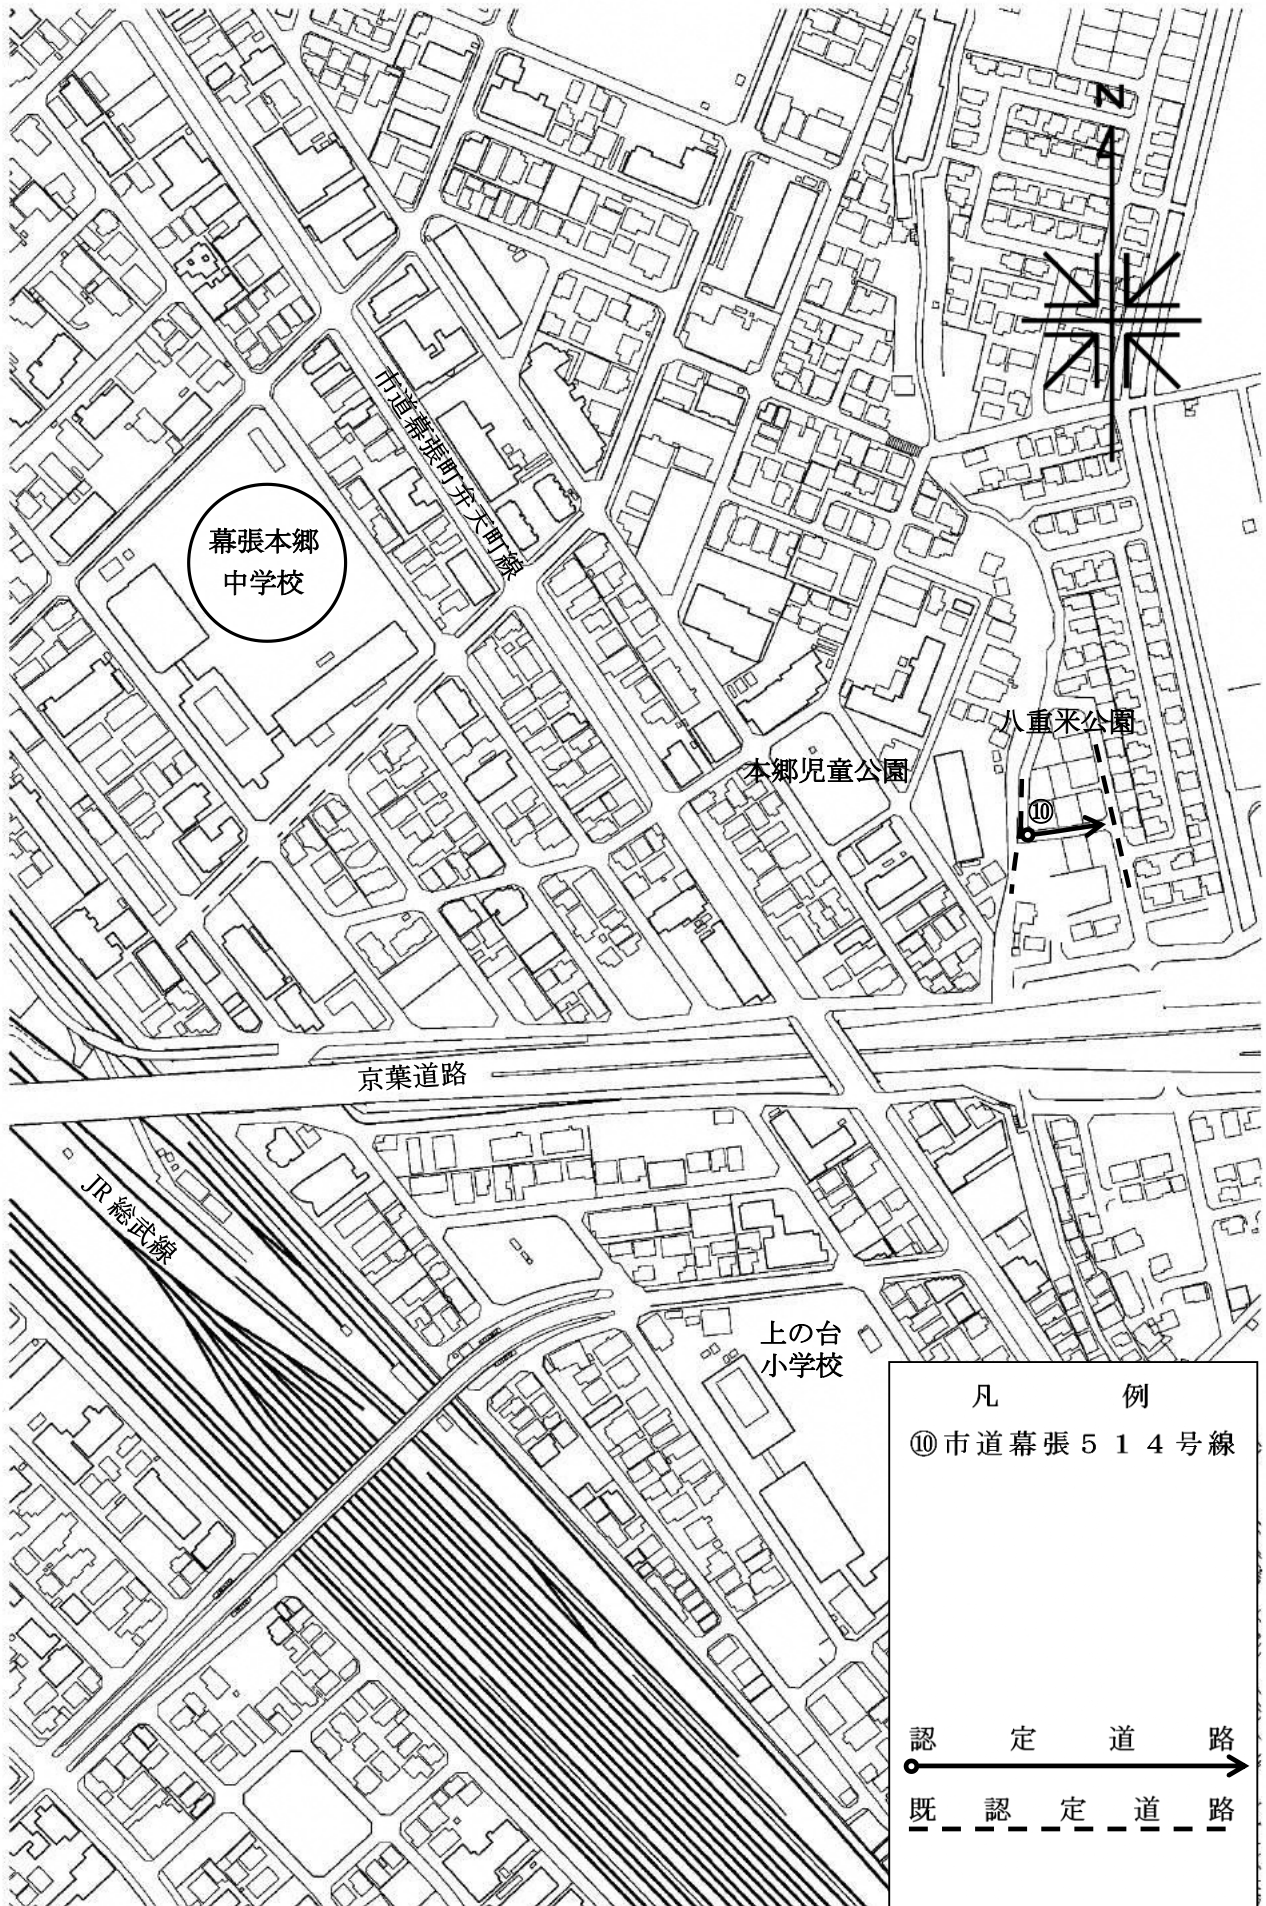 N
市道幕張町弁天町線
幕張本郷
中学校
八重米公園
本郷児童公園
⑩
京葉道路
JR総武線
上の台
小学校
凡 例
⑩市道幕張514号線
認定道路
既認定道路